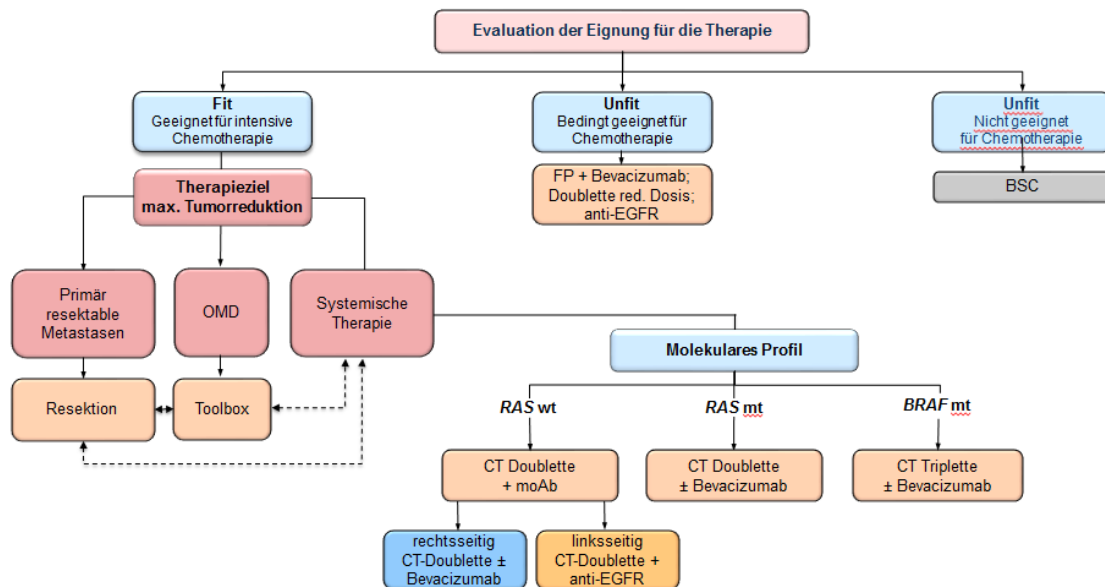 Evaluation der Eignung für die Therapie
Fit
Geeignet für intensive
Chemotherapie
Unfit
Bedingt geeignet für
Chemotherapie
Unfit
Nicht geeignet
für Chemotherapie
Therapieziel
max. Tumorreduktion
FP + Bevacizumab;
Doublette red. Dosis;
anti-EGFR
BSC
Primär
resektable
Metastasen
OMD
Systemische
Therapie
Molekulares Profil
Resektion
Toolbox
RAS wt
RAS mt
BRAF mt
CT Doublette
+ moAb
CT Doublette
± Bevacizumab
CT Triplette
± Bevacizumab
rechtsseitig
CT-Doublette ±
Bevacizumab
linksseitig
CT-Doublette +
anti-EGFR